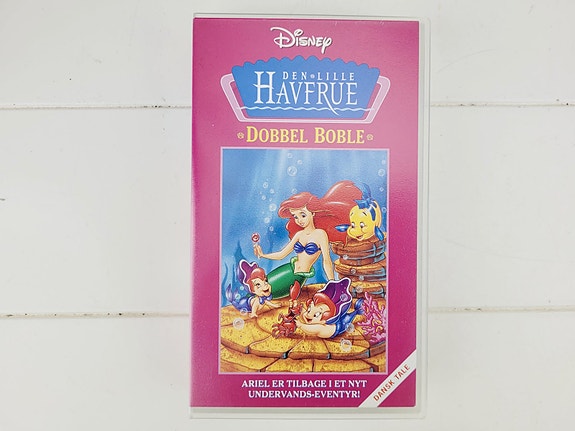 Disney
DEN LILLE
HAVFRUE
DOBBEL BOBLE
ARIEL ER TILBAGE I ET NYT
UNDERVANDS-EVENTYR!
DANSK TALE